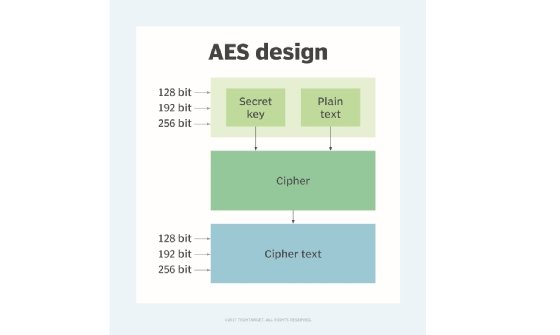 AES design
128 bit
192 bit
256 bit
Secret
key
Plain
text
Cipher
128 bit
192 bit
256 bit
Cipher text
©2017 TECHTARGET. ALL RIGHTS RESERVED.